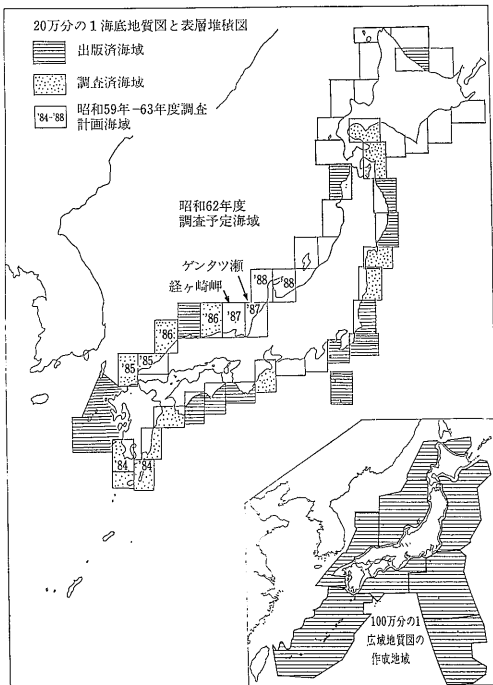 20万分の1海底地質図と表層堆積図
出版済海域
調査済海域
'84-'88
昭和59年-63年度調査
計画海域
昭和62年度
調査予定海域
ゲンタツ瀬
経ヶ崎岬
'88
'88
'87
'87
'86
'86
'85
'85
'84
'84
100万分の1
広域地質図の
作成地域